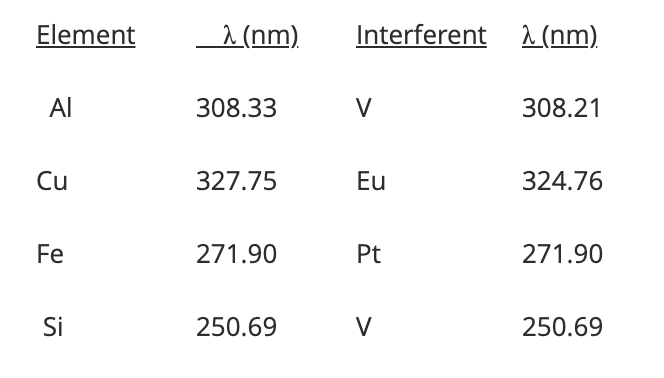 Element λ (nm) Interferent λ (nm)
Al 308.33 V 308.21
Cu 327.75 Eu 324.76
Fe 271.90 Pt 271.90
Si 250.69 V 250.69